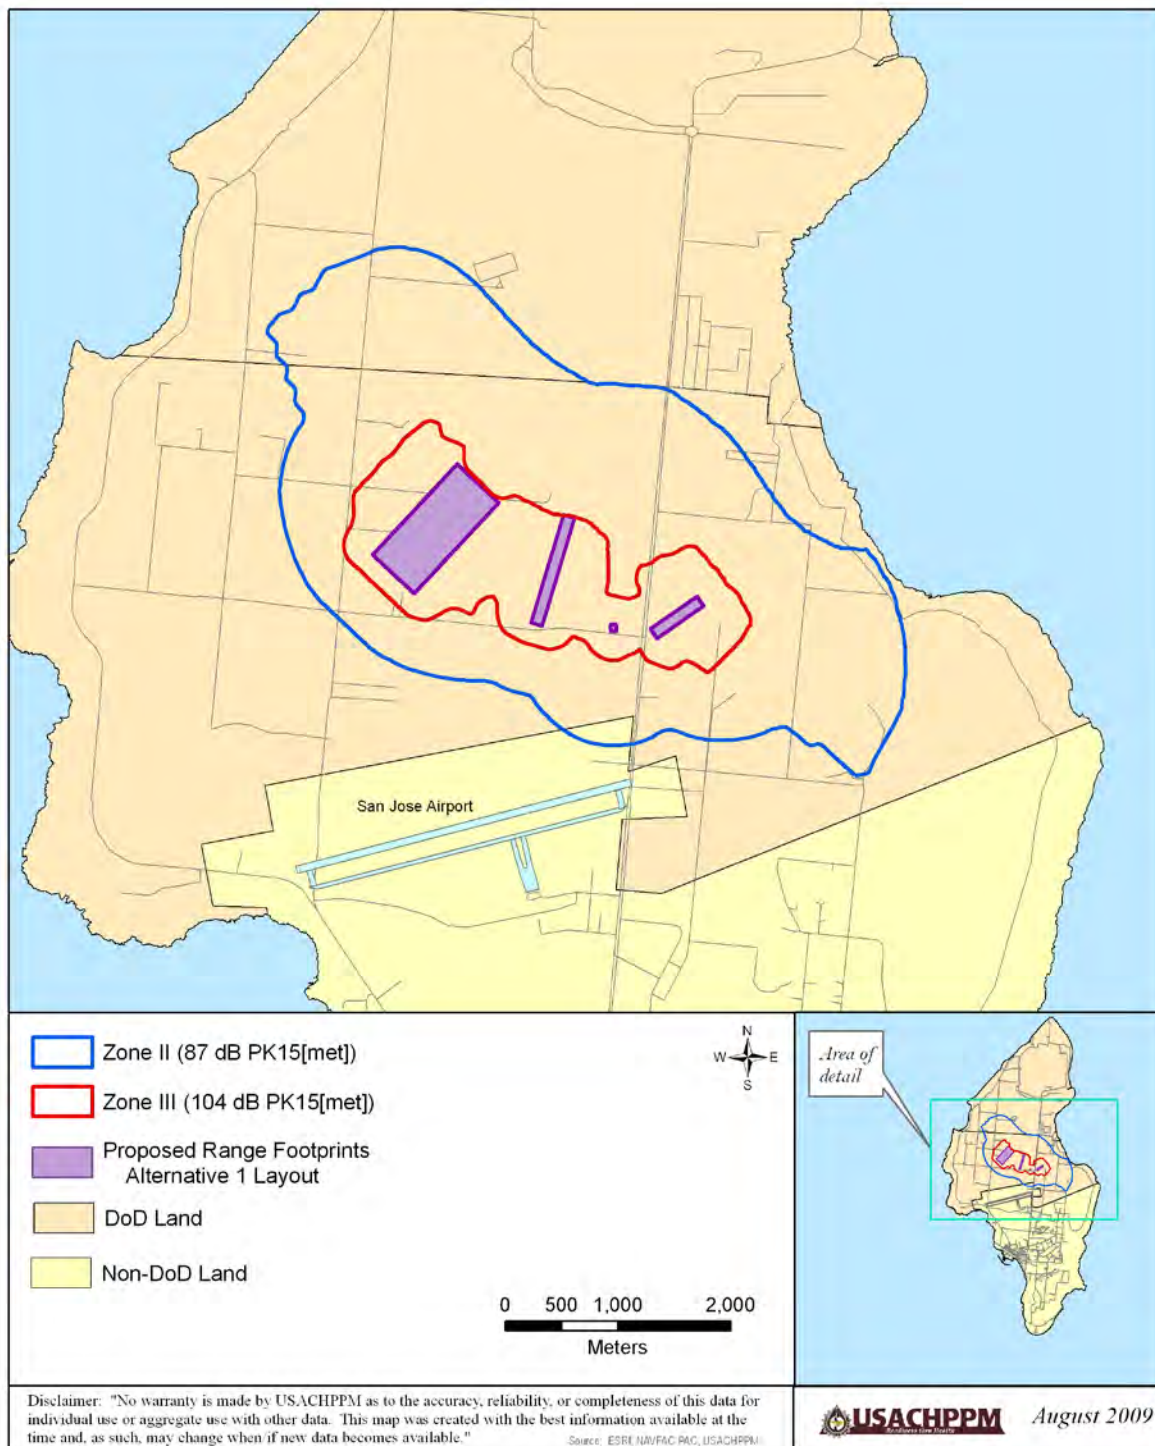 San Jose Airport
Zone II (87 dB PK15[met])
Zone III (104 dB PK15[met])
Proposed Range Footprints
Alternative 1 Layout
DoD Land
Non-DoD Land
N
W E
S
0 500 1,000 2,000
Meters
Area of
detail
Disclaimer: "No warranty is made by USACHPPM as to the accuracy, reliability, or completeness of this data for
individual use or aggregate use with other data. This map was created with the best information available at the
time and, as such, may change when/if new data becomes available."
Source: ESRI, NAVFAC PAC, USACHPPM
USACHPPM
August 2009